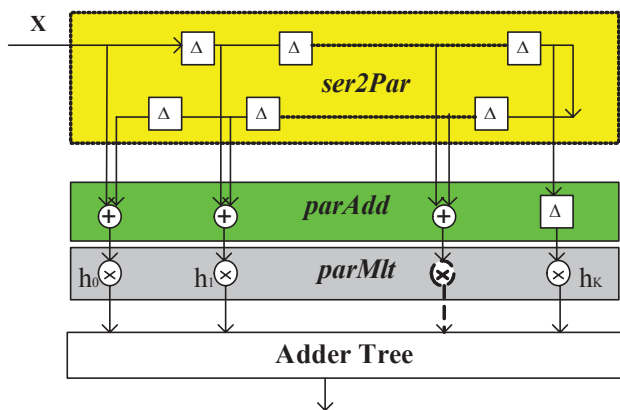 X
Δ Δ Δ
ser2Par
Δ Δ Δ
parAdd
+ + + Δ
parMlt
h₀ × h₁ × × × hₖ
Adder Tree